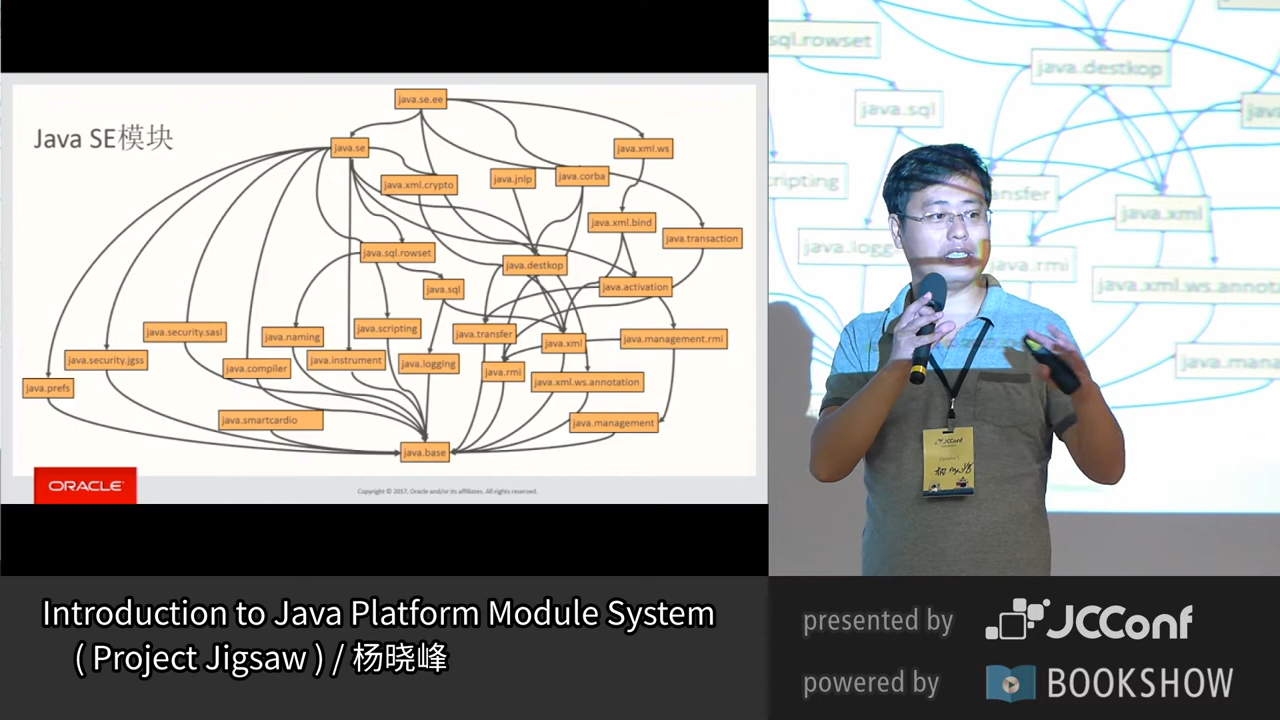 Java SE模块
java.se.ee
java.se
java.xml.ws
java.xml.crypto
java.jnlp
java.corba
java.xml.bind
java.transaction
java.sql.rowset
java.destkop
java.sql
java.activation
java.security.sasl
java.naming
java.scripting
java.transfer
java.xml
java.management.rmi
java.security.jgss
java.compiler
java.instrument
java.logging
java.rmi
java.xml.ws.annotation
java.prefs
java.smartcardio
java.management
java.base
ORACLE
Copyright © 2017, Oracle and/or its affiliates. All rights reserved.
sql.rowset
java.destkop
java.sql
ripting
ansfer
java.xml
java.logg
java.rmi
java.xml.ws.annota
java.mana
JCConf
Introduction to Java Platform Module System
( Project Jigsaw ) / 杨晓峰
presented by JCConf
powered by BOOKSHOW